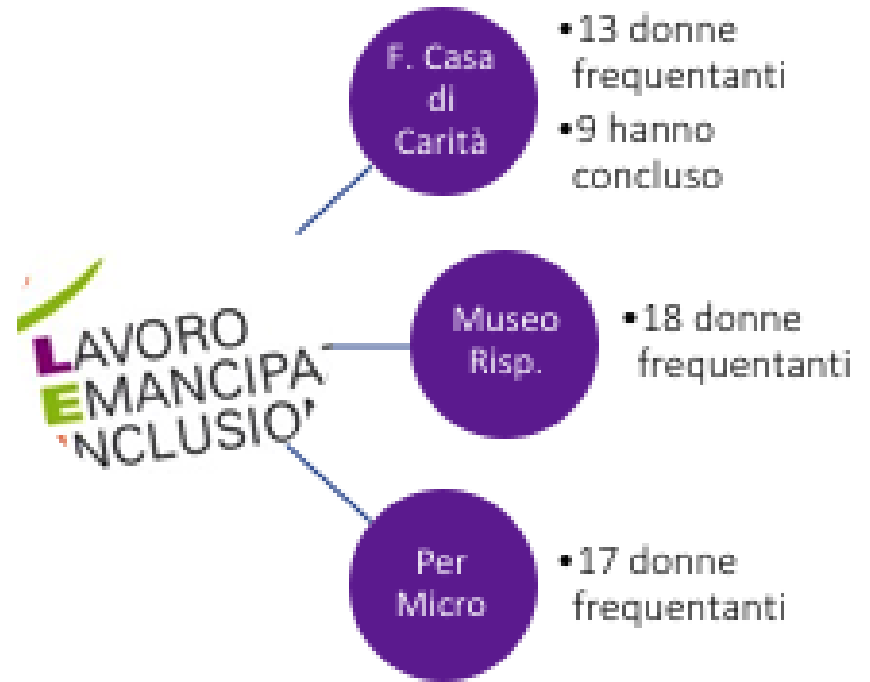 F. Casa
di
Carità
•13 donne
frequentanti
•9 hanno
concluso
LAVORO
EMANCIPA
INCLUSIO
Museo
Risp.
•18 donne
frequentanti
Per
Micro
•17 donne
frequentanti